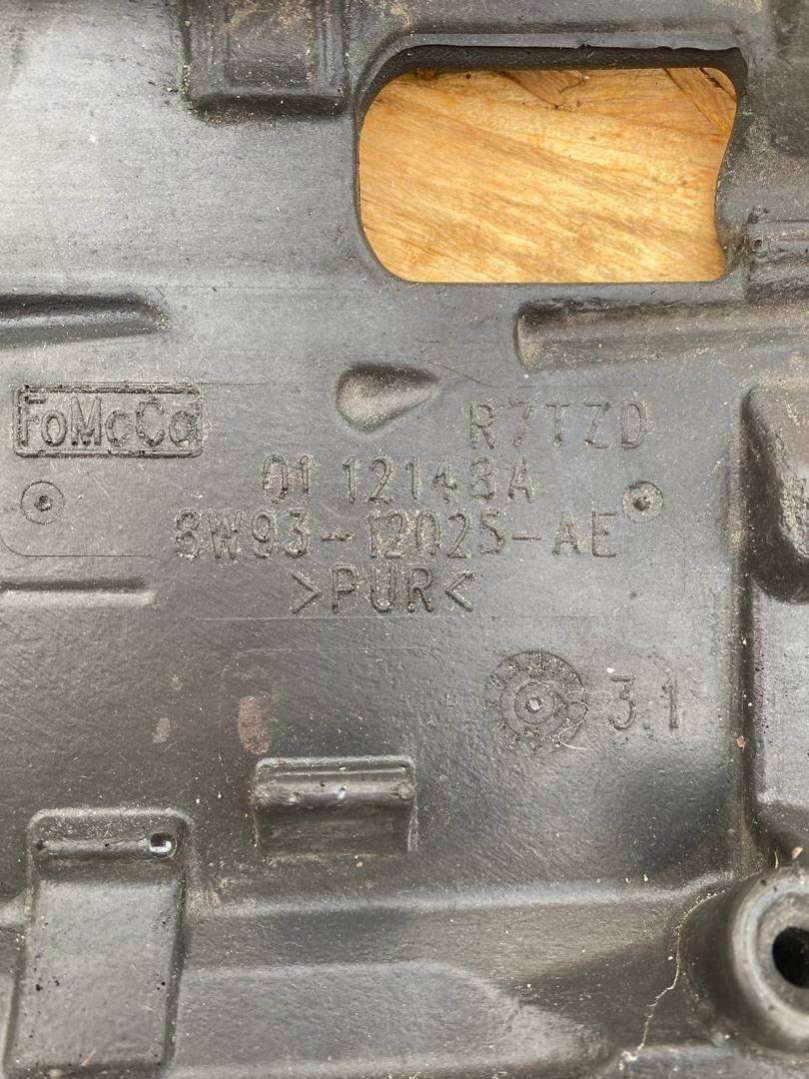 FoMoCo
R7TZD
01 12148A
8W93-12025-AE
>PUR<
3.1